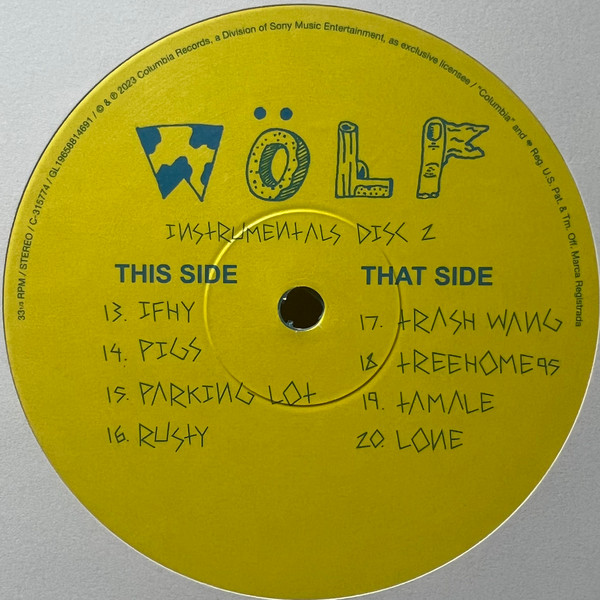 33⅓ RPM / STEREO / C-315774 / GL19658814691 / © & ℗ 2023 Columbia Records, a Division of Sony Music Entertainment, as exclusive licensee / "Columbia" and Reg. U.S. Pat. & Tm. Off. Marca Registrada
WÖLF
INSTRUMENTALS DISC 2
THIS SIDE
13. IFHY
14. PIGS
15. PARKING LOT
16. RUSTY
THAT SIDE
17. TRASH WANG
18 TREEHOME95
19. TAMALE
20. LONE